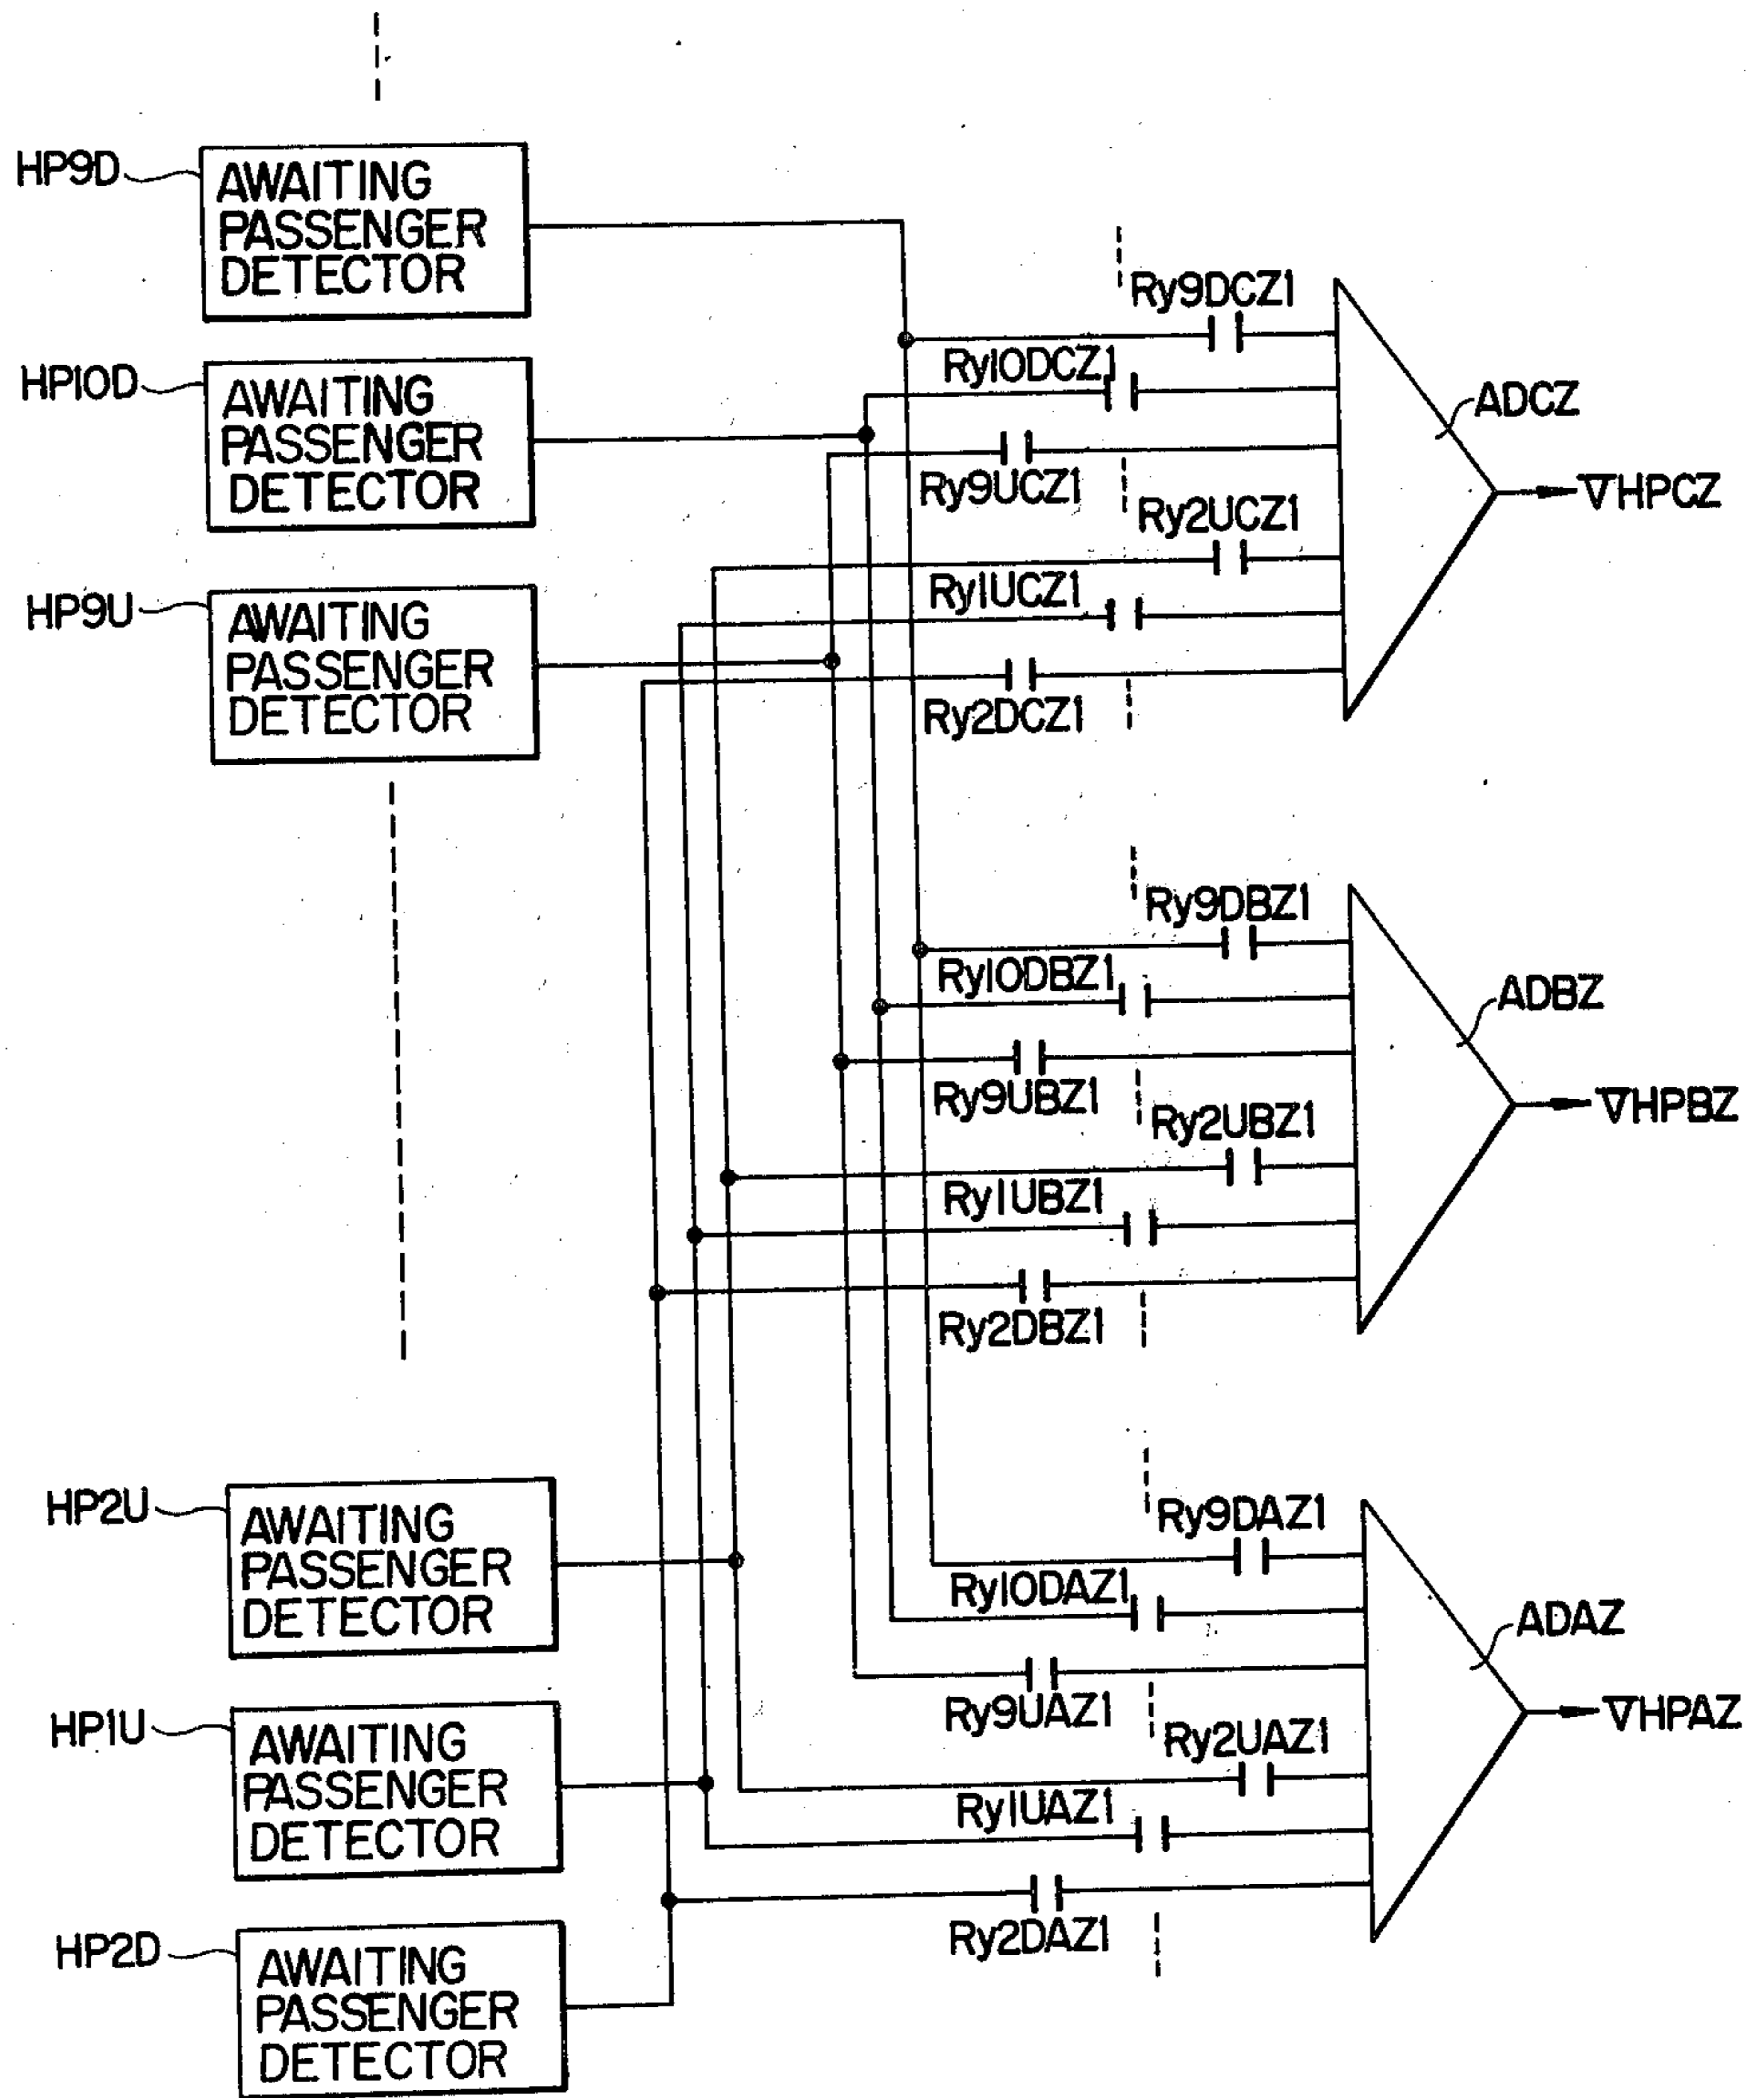 HP9D
AWAITING
PASSENGER
DETECTOR
HP10D
AWAITING
PASSENGER
DETECTOR
HP9U
AWAITING
PASSENGER
DETECTOR
HP2U
AWAITING
PASSENGER
DETECTOR
HP1U
AWAITING
PASSENGER
DETECTOR
HP2D
AWAITING
PASSENGER
DETECTOR
Ry9DCZ1
Ry10DCZ1
Ry9UCZ1
Ry2UCZ1
Ry1UCZ1
Ry2DCZ1
ADCZ
∇HPCZ
Ry9DBZ1
Ry10DBZ1
Ry9UBZ1
Ry2UBZ1
Ry1UBZ1
Ry2DBZ1
ADBZ
∇HPBZ
Ry9DAZ1
Ry10DAZ1
Ry9UAZ1
Ry2UAZ1
Ry1UAZ1
Ry2DAZ1
ADAZ
∇HPAZ